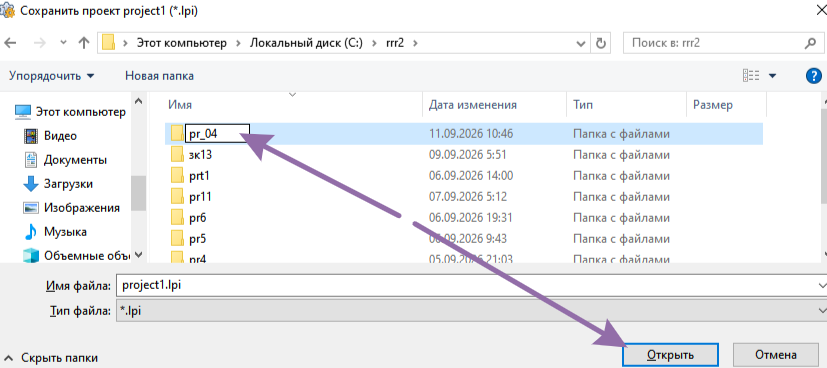 Сохранить проект project1 (*.lpi)
Этот компьютер > Локальный диск (C:) > rrr2 >
Поиск в: rrr2
Упорядочить
Новая папка
Этот компьютер
Видео
Документы
Загрузки
Изображения
Музыка
Объемные объ
Имя Дата изменения Тип Размер
pr_04 11.09.2026 10:46 Папка с файлами
зк13 09.09.2026 5:51 Папка с файлами
prt1 06.09.2026 14:00 Папка с файлами
pr11 07.09.2026 5:12 Папка с файлами
pr6 06.09.2026 19:31 Папка с файлами
pr5 06.09.2026 9:43 Папка с файлами
pr4 05.09.2026 21:03 Папка с файлами
Имя файла: project1.lpi
Тип файла: *.lpi
Скрыть папки
Открыть
Отмена